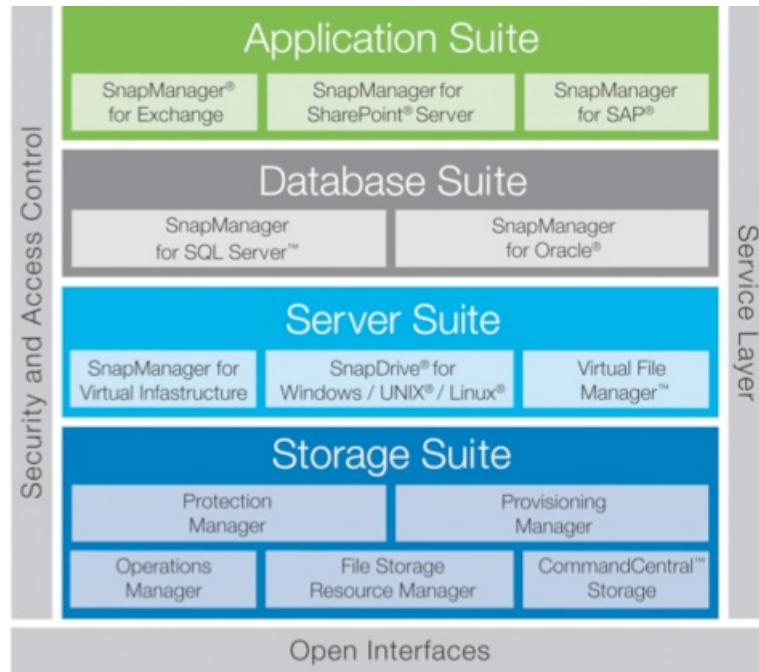 Application Suite
SnapManager®
for Exchange
SnapManager for
SharePoint® Server
SnapManager
for SAP®
Database Suite
SnapManager
for SQL Server™
SnapManager
for Oracle®
Server Suite
SnapManager for
Virtual Infastructure
SnapDrive® for
Windows / UNIX® / Linux®
Virtual File
Manager™
Storage Suite
Protection
Manager
Provisioning
Manager
Operations
Manager
File Storage
Resource Manager
CommandCentral™
Storage
Security and Access Control
Service Layer
Open Interfaces